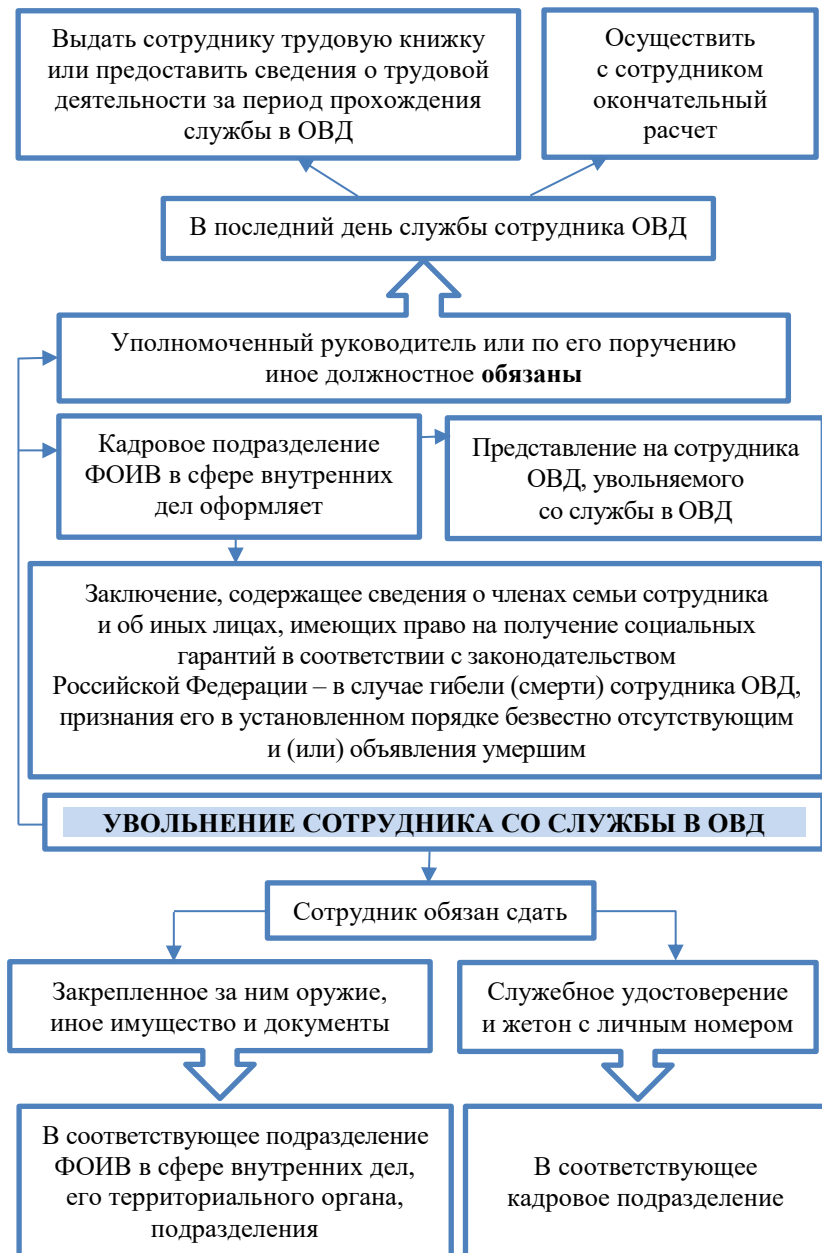 Выдать сотруднику трудовую книжку
или предоставить сведения о трудовой
деятельности за период прохождения
службы в ОВД
Осуществить
с сотрудником
окончательный
расчет
В последний день службы сотрудника ОВД
Уполномоченный руководитель или по его поручению
иное должностное обязаны
Кадровое подразделение
ФОИВ в сфере внутренних
дел оформляет
Представление на сотрудника
ОВД, увольняемого
со службы в ОВД
Заключение, содержащее сведения о членах семьи сотрудника
и об иных лицах, имеющих право на получение социальных
гарантий в соответствии с законодательством
Российской Федерации – в случае гибели (смерти) сотрудника ОВД,
признания его в установленном порядке безвестно отсутствующим
и (или) объявления умершим
УВОЛЬНЕНИЕ СОТРУДНИКА СО СЛУЖБЫ В ОВД
Сотрудник обязан сдать
Закрепленное за ним оружие,
иное имущество и документы
Служебное удостоверение
и жетон с личным номером
В соответствующее подразделение
ФОИВ в сфере внутренних дел,
его территориального органа,
подразделения
В соответствующее
кадровое подразделение